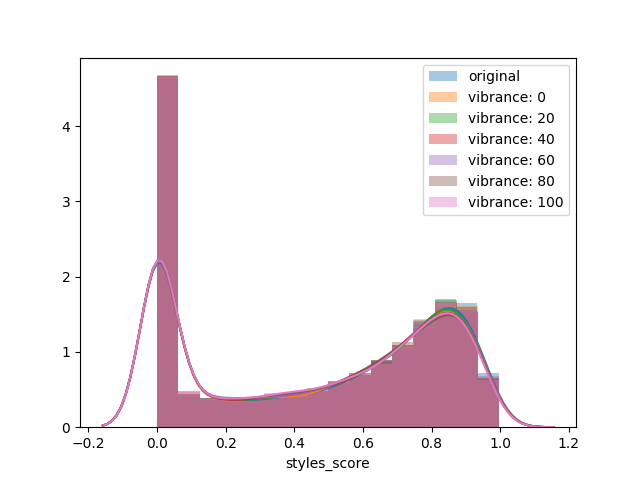 original
vibrance: 0
vibrance: 20
vibrance: 40
vibrance: 60
vibrance: 80
vibrance: 100
4
3
2
1
0
−0.2 0.0 0.2 0.4 0.6 0.8 1.0 1.2
styles_score